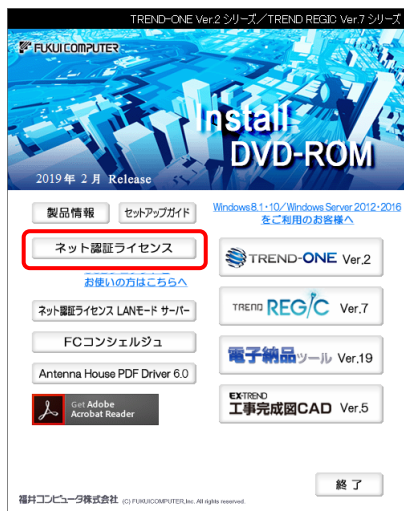 TREND-ONE Ver.2 シリーズ／TREND REGIC Ver.7 シリーズ
FUKUI COMPUTER
Install
DVD-ROM
2019年 2月 Release
製品情報
セットアップガイド
Windows8.1・10／Windows Server 2012・2016
をご利用のお客様へ
ネット認証ライセンス
お使いの方はこちらへ
TREND-ONE Ver.2
ネット認証ライセンス LANモード サーバー
TREND REGIC Ver.7
FCコンシェルジュ
電子納品ツール Ver.19
Antenna House PDF Driver 6.0
Get Adobe
Acrobat Reader
EX-TREND
工事完成図CAD Ver.5
終了
福井コンピュータ株式会社 (C) FUKUICOMPUTER,Inc. All rights reserved.